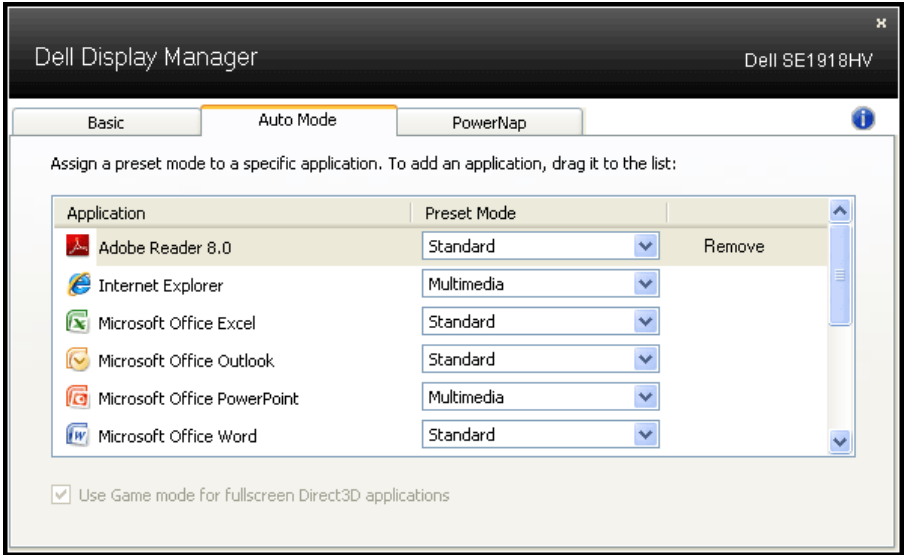 Dell Display Manager
Dell SE1918HV
Basic
Auto Mode
PowerNap
Assign a preset mode to a specific application. To add an application, drag it to the list:
Application Preset Mode
Adobe Reader 8.0 Standard Remove
Internet Explorer Multimedia
Microsoft Office Excel Standard
Microsoft Office Outlook Standard
Microsoft Office PowerPoint Multimedia
Microsoft Office Word Standard
Use Game mode for fullscreen Direct3D applications